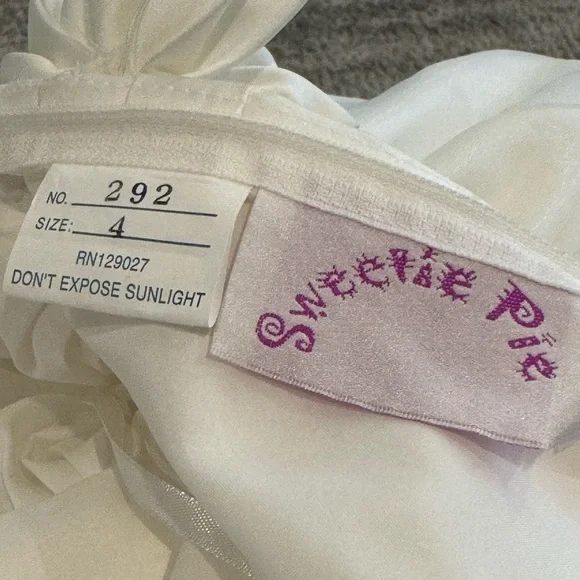 NO. 292
SIZE: 4
RN129027
DON'T EXPOSE SUNLIGHT
Sweetie Pie